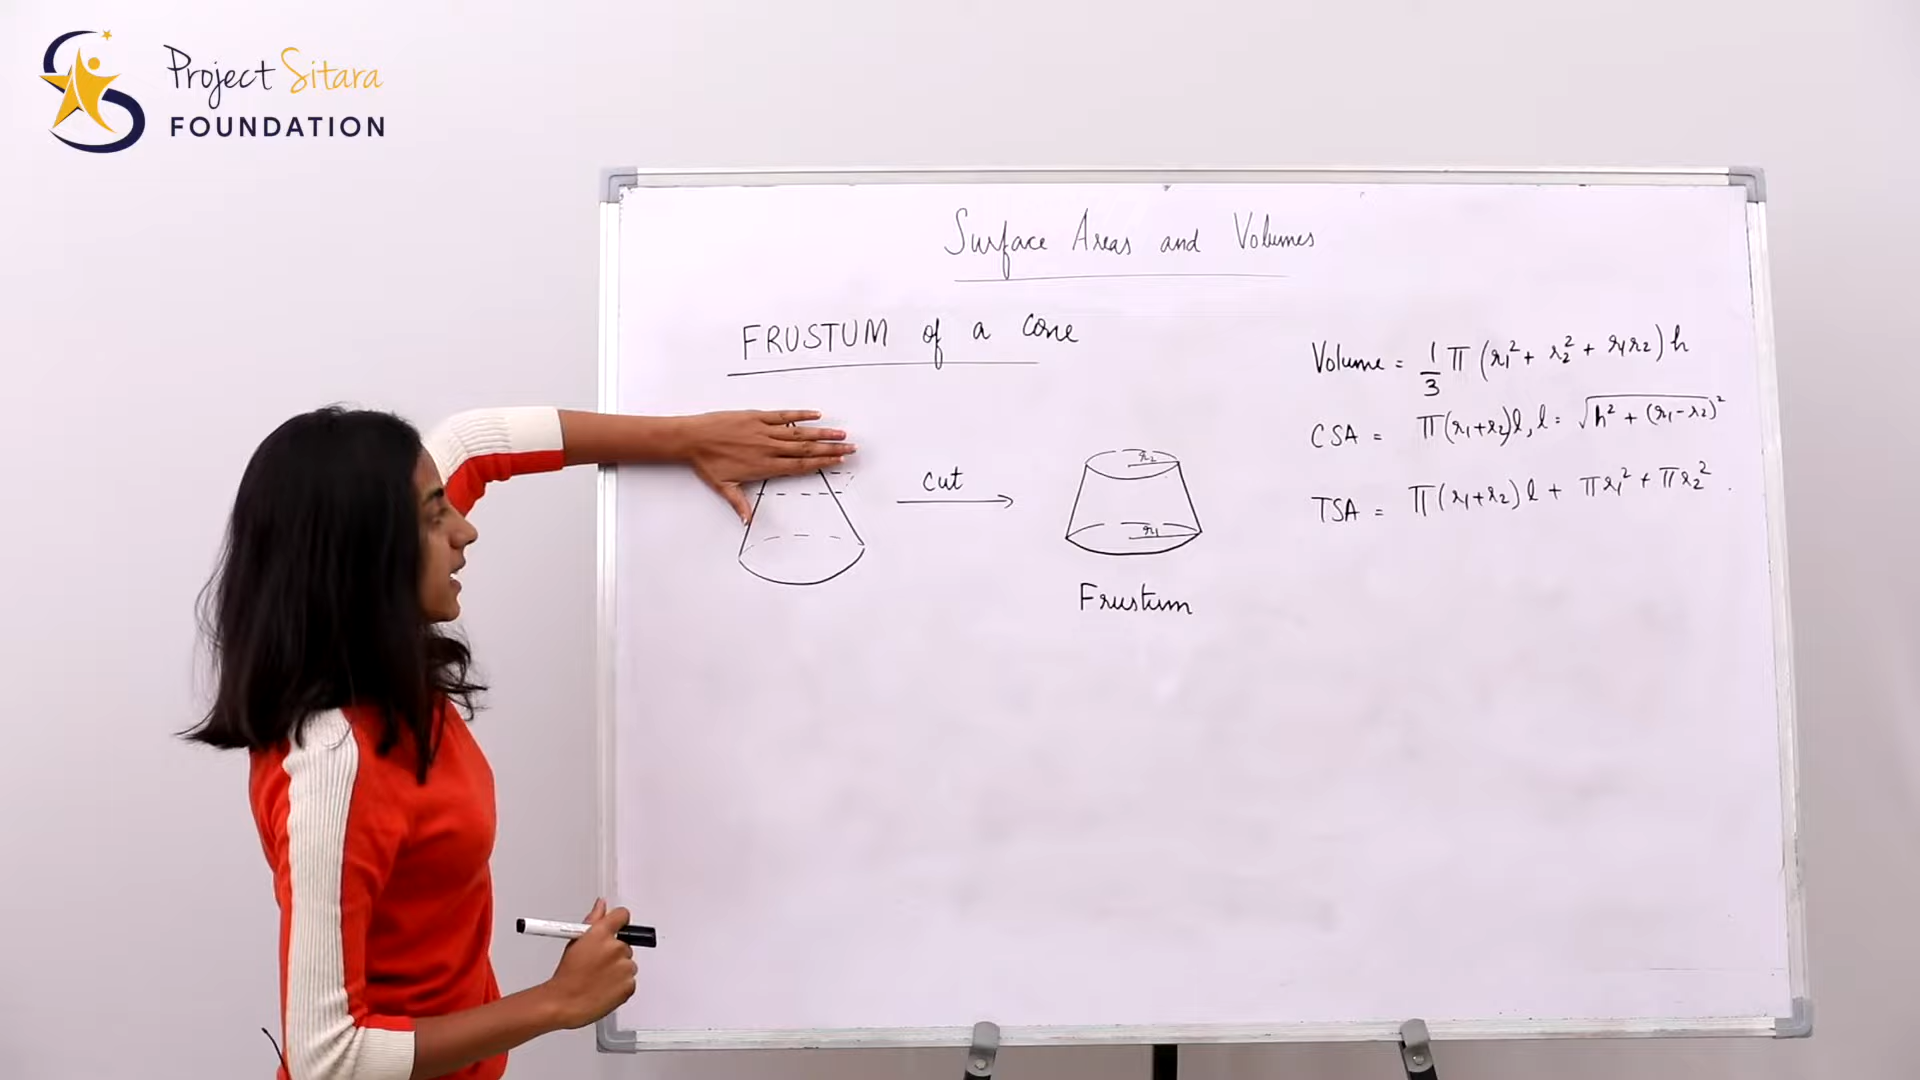 Project Sitara
FOUNDATION
Surface Areas and Volumes
FRUSTUM of a cone
cut
r₂
r₁
Frustum
Volume = 1/3 π (r₁² + r₂² + r₁r₂) h
CSA = π(r₁+r₂)l, l = √h² + (r₁-r₂)²
TSA = π(r₁+r₂) l + πr₁² + πr₂².